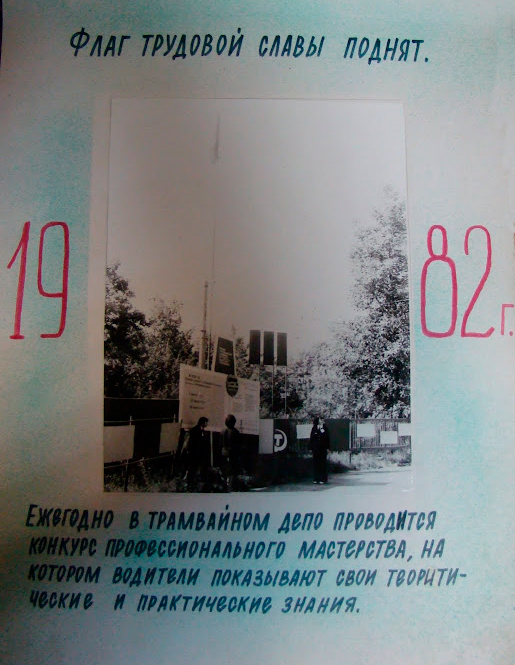 Флаг трудовой славы поднят.
19 82 г.
Т
Ежегодно в трамвайном депо проводится
конкурс профессионального мастерства, на
котором водители показывают свои теорити-
ческие и практические знания.